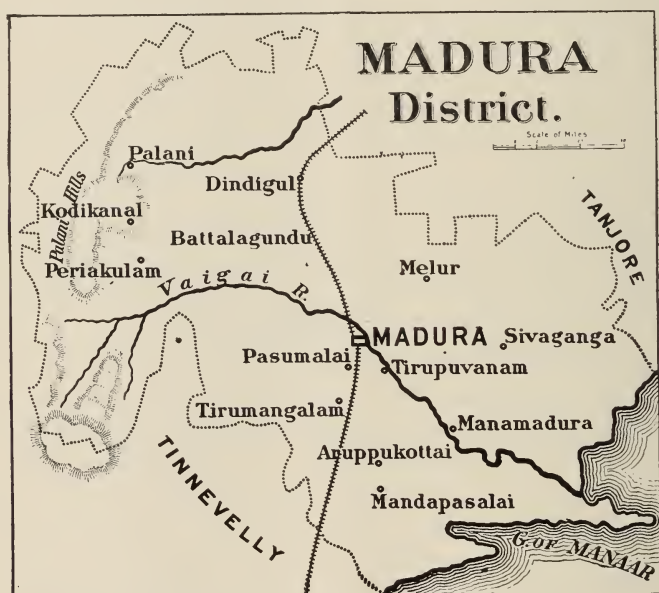 MADURA
District.
Scale of Miles
Palani
Dindigul
Palani Hills
Kodikanal
Battalagundu
TANJORE
Periakulam
Melur
Vaigai R.
MADURA
Sivaganga
Pasumalai
Tirupuvanam
Tirumangalam
Manamadura
Aruppukottai
TINNEVELLY
Mandapasalai
G. OF MANAAR